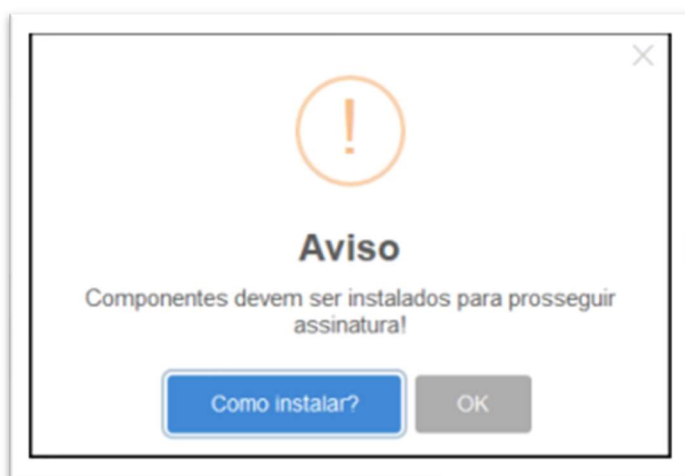 !
Aviso
Componentes devem ser instalados para prosseguir
assinatura!
Como instalar? OK